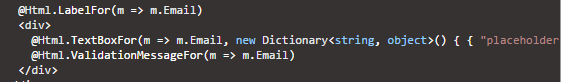 @Html.LabelFor(m => m.Email)
<div>
@Html.TextBoxFor(m => m.Email, new Dictionary<string, object>() { { "placeholder
@Html.ValidationMessageFor(m => m.Email)
</div>